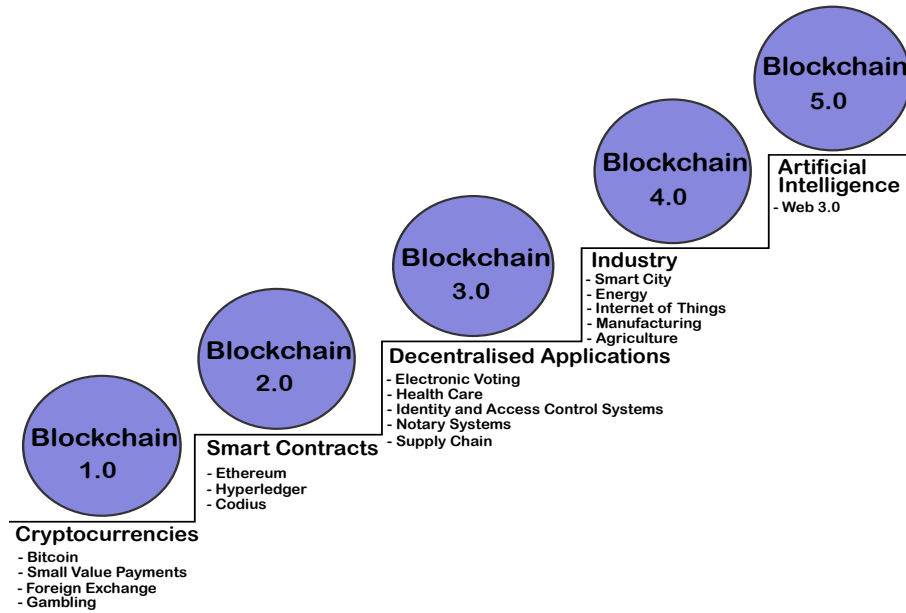 Blockchain
1.0
Cryptocurrencies
- Bitcoin
- Small Value Payments
- Foreign Exchange
- Gambling
Blockchain
2.0
Smart Contracts
- Ethereum
- Hyperledger
- Codius
Blockchain
3.0
Decentralised Applications
- Electronic Voting
- Health Care
- Identity and Access Control Systems
- Notary Systems
- Supply Chain
Blockchain
4.0
Industry
- Smart City
- Energy
- Internet of Things
- Manufacturing
- Agriculture
Blockchain
5.0
Artificial
Intelligence
- Web 3.0